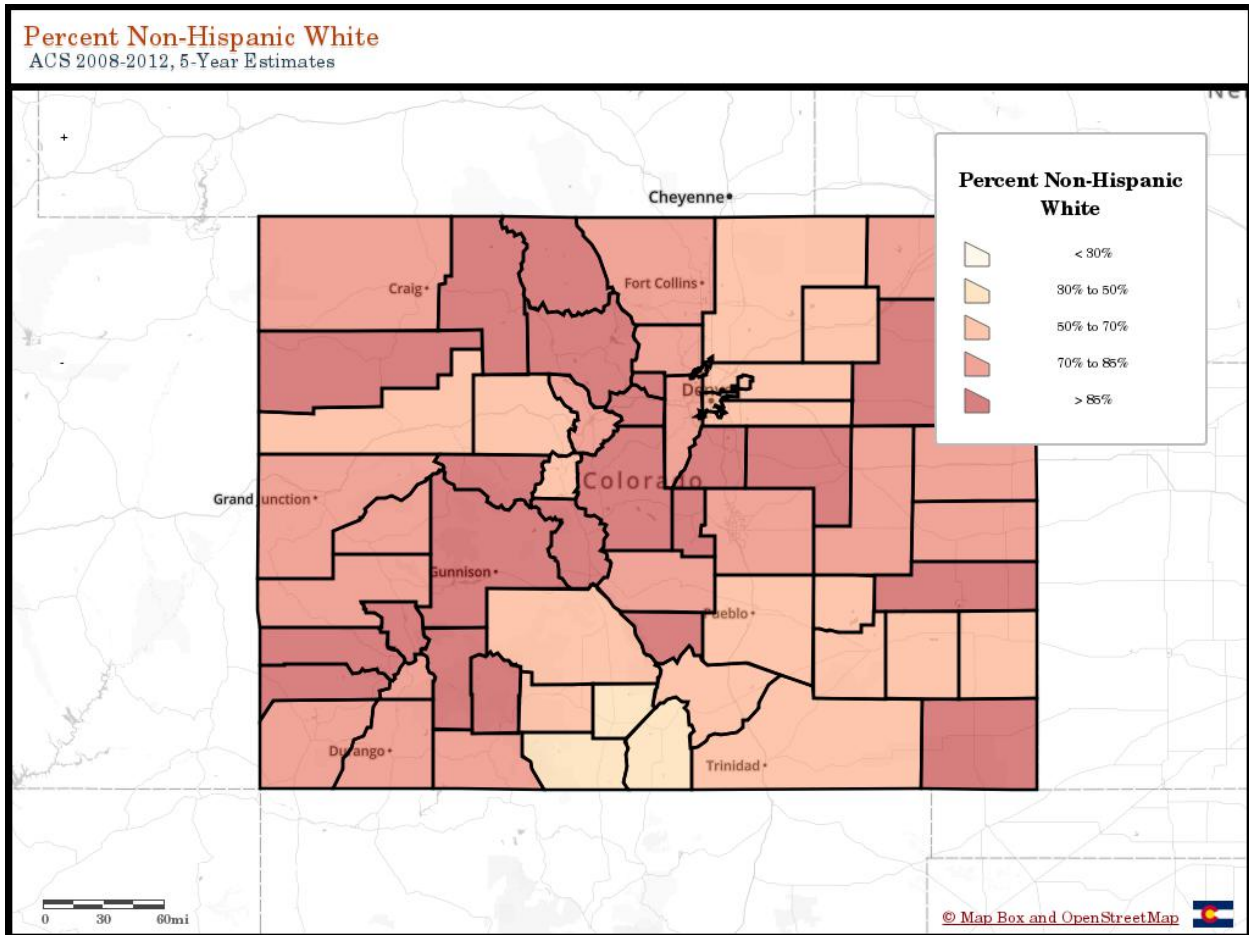 Percent Non-Hispanic White
ACS 2008-2012, 5-Year Estimates
Ne
+
Cheyenne
Percent Non-Hispanic
White
< 30%
30% to 50%
50% to 70%
70% to 85%
> 85%
Craig
Fort Collins
-
Colorado
Grand Junction
Gunnison
Pueblo
Durango
Trinidad
0 30 60mi
© Map Box and OpenStreetMap